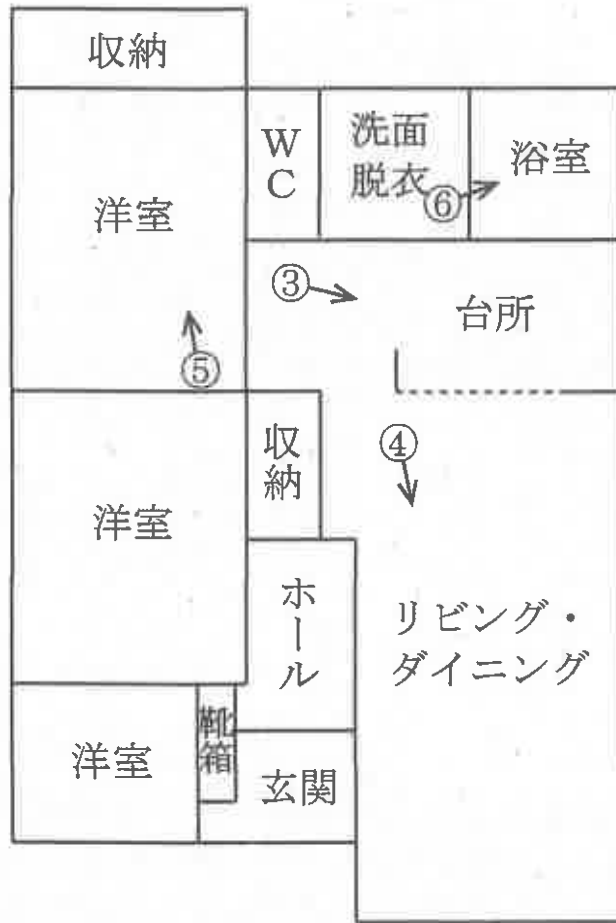 収納
WC
洗面
脱衣
浴室
⑥
洋室
③
台所
⑤
④
収納
洋室
ホール
リビング・
ダイニング
靴箱
洋室
玄関